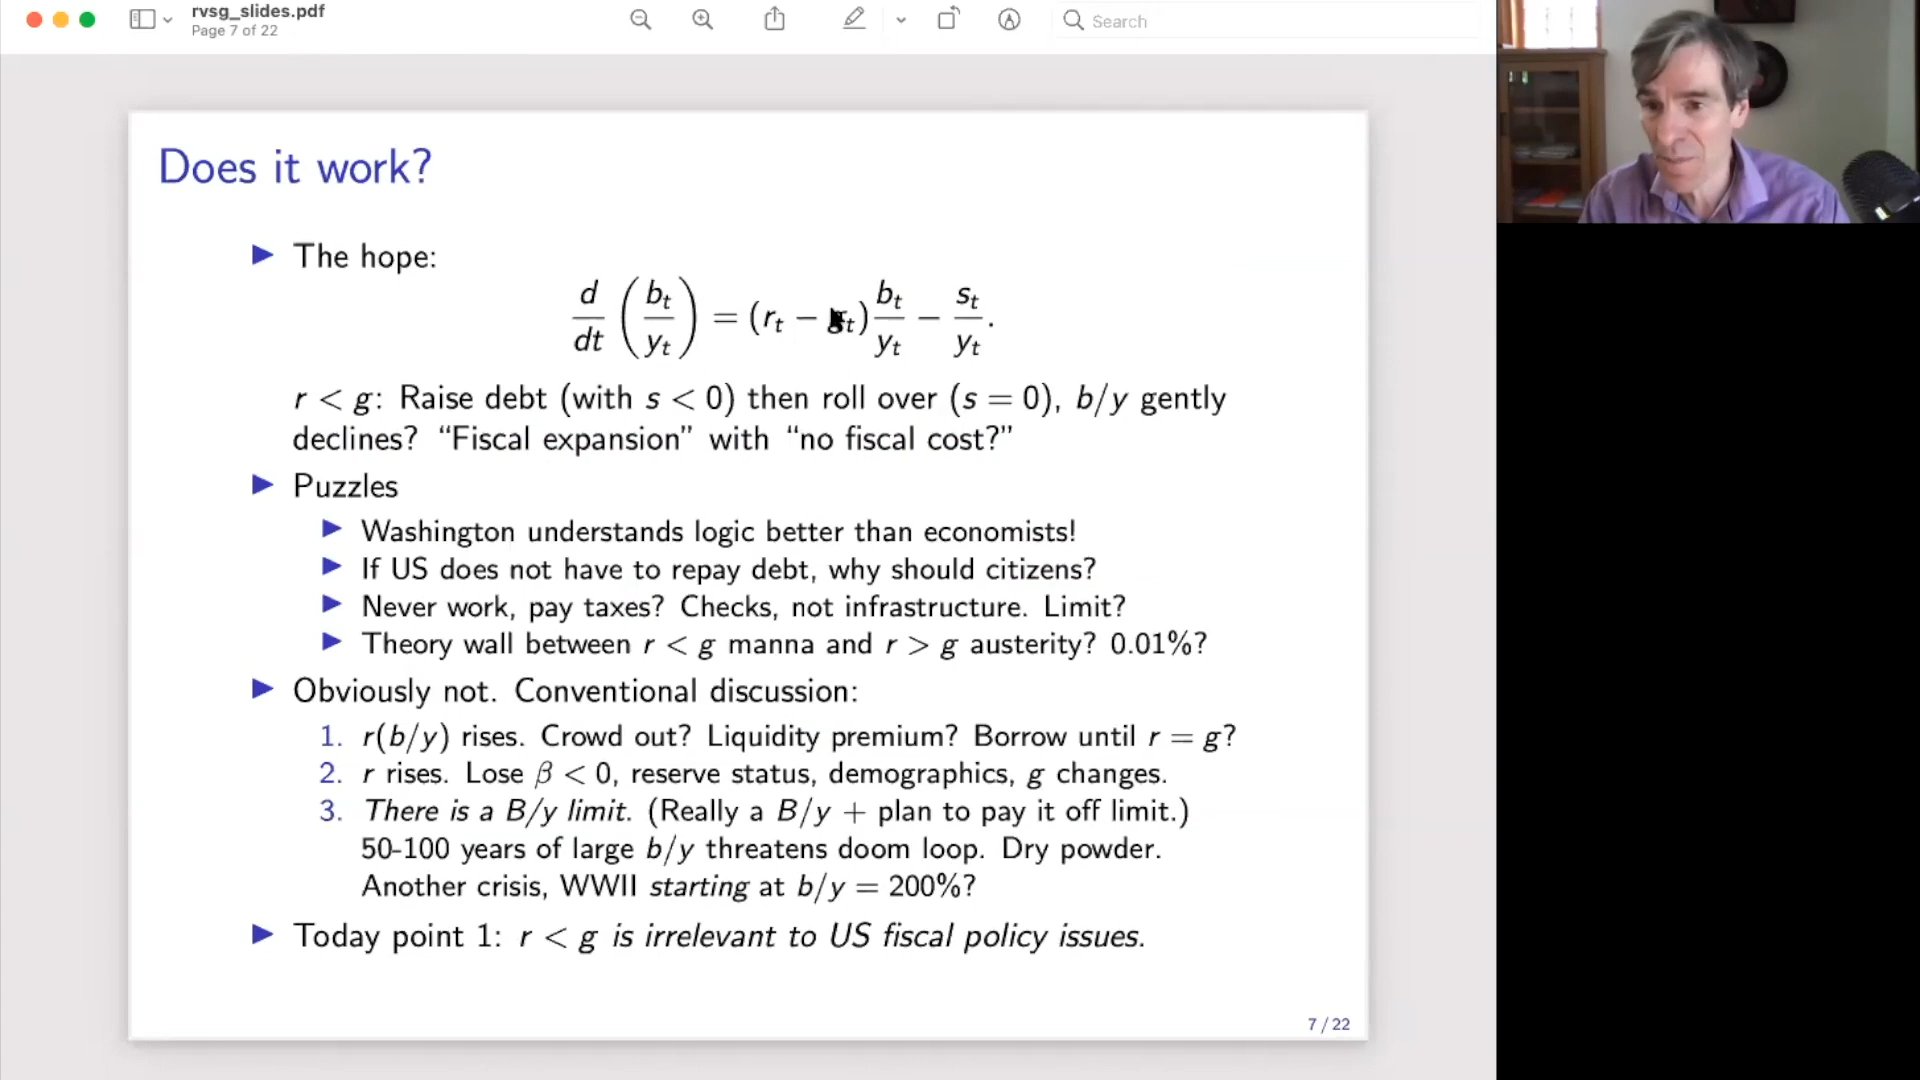 rvsg_slides.pdf
Page 7 of 22
Search
Does it work?
▶ The hope:
d/dt (b_t/y_t) = (r_t − g_t) b_t/y_t − s_t/y_t.
r < g: Raise debt (with s < 0) then roll over (s = 0), b/y gently
declines? “Fiscal expansion” with “no fiscal cost?”
▶ Puzzles
▶ Washington understands logic better than economists!
▶ If US does not have to repay debt, why should citizens?
▶ Never work, pay taxes? Checks, not infrastructure. Limit?
▶ Theory wall between r < g manna and r > g austerity? 0.01%?
▶ Obviously not. Conventional discussion:
1. r(b/y) rises. Crowd out? Liquidity premium? Borrow until r = g?
2. r rises. Lose β < 0, reserve status, demographics, g changes.
3. There is a B/y limit. (Really a B/y + plan to pay it off limit.)
50-100 years of large b/y threatens doom loop. Dry powder.
Another crisis, WWII starting at b/y = 200%?
▶ Today point 1: r < g is irrelevant to US fiscal policy issues.
7 / 22